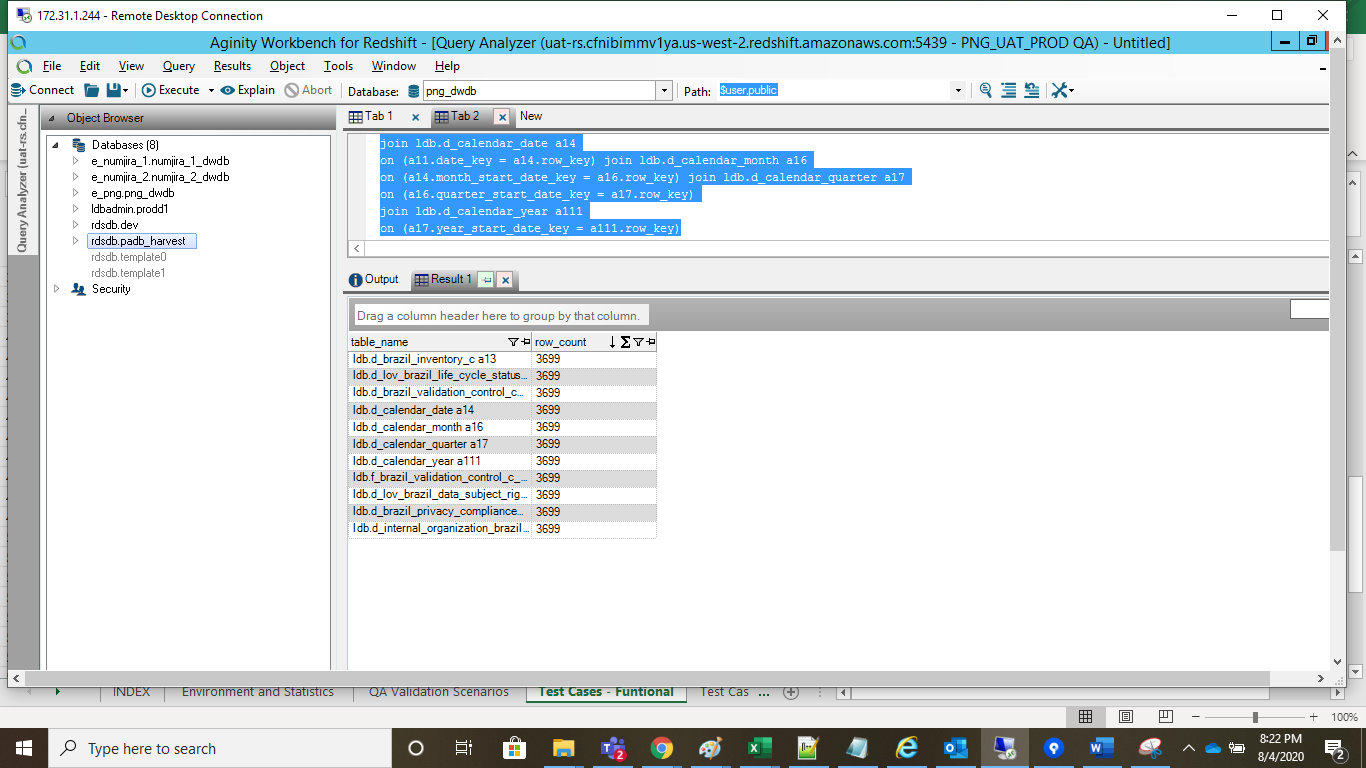 172.31.1.244 - Remote Desktop Connection
Aginity Workbench for Redshift - [Query Analyzer (uat-rs.cfnibimmv1ya.us-west-2.redshift.amazonaws.com:5439 - PNG_UAT_PROD QA) - Untitled]
File Edit View Query Results Object Tools Window Help
Connect Execute Explain Abort Database: png_dwdb Path: $user,public
Query Analyzer (uat-rs.cfn...
Object Browser
Databases (8)
e_numjira_1.numjira_1_dwdb
e_numjira_2.numjira_2_dwdb
e_png.png_dwdb
ldbadmin.prodd1
rdsdb.dev
rdsdb.padb_harvest
rdsdb.template0
rdsdb.template1
Security
Tab 1 Tab 2 New
join ldb.d_calendar_date a14
on (a11.date_key = a14.row_key) join ldb.d_calendar_month a16
on (a14.month_start_date_key = a16.row_key) join ldb.d_calendar_quarter a17
on (a16.quarter_start_date_key = a17.row_key)
join ldb.d_calendar_year a111
on (a17.year_start_date_key = a111.row_key)
Output Result 1
Drag a column header here to group by that column.
table_name row_count
ldb.d_brazil_inventory_c a13 3699
ldb.d_lov_brazil_life_cycle_status... 3699
ldb.d_brazil_validation_control_c... 3699
ldb.d_calendar_date a14 3699
ldb.d_calendar_month a16 3699
ldb.d_calendar_quarter a17 3699
ldb.d_calendar_year a111 3699
ldb.f_brazil_validation_control_c_... 3699
ldb.d_lov_brazil_data_subject_rig... 3699
ldb.d_brazil_privacy_compliance... 3699
ldb.d_internal_organization_brazil... 3699
INDEX Environment and Statistics QA Validation Scenarios Test Cases - Funtional Test Cas ...
100%
Type here to search
2
8:22 PM
8/4/2020
2